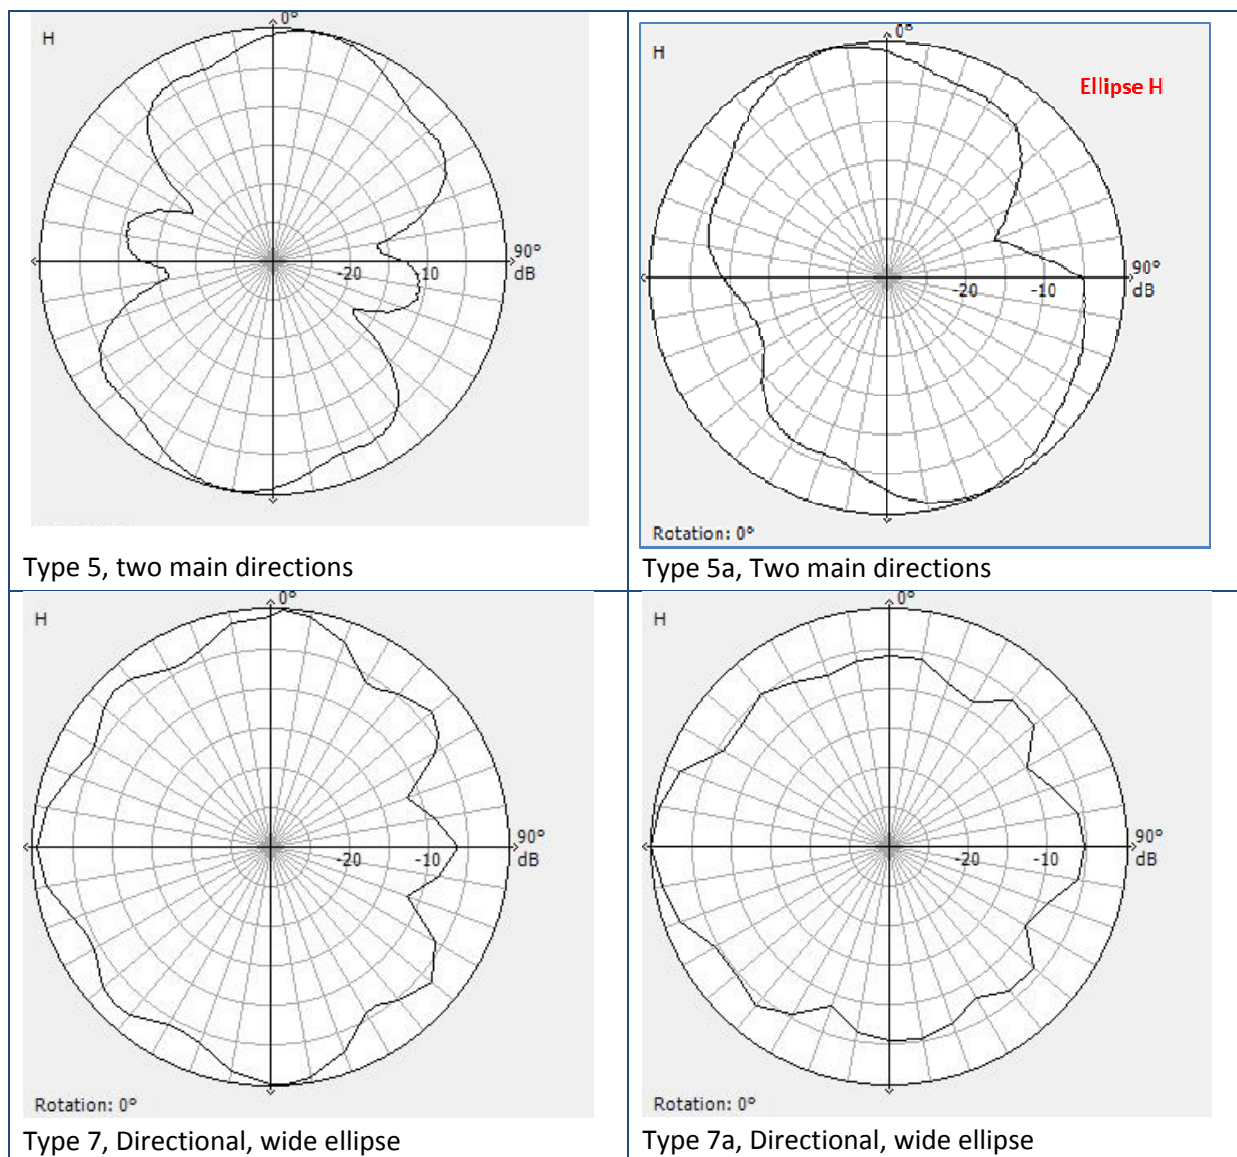 0°
H
90°
dB
-20
-10
Type 5, two main directions
0°
H
Ellipse H
90°
dB
-20
-10
Rotation: 0°
Type 5a, Two main directions
0°
H
90°
dB
-20
-10
Rotation: 0°
Type 7, Directional, wide ellipse
0°
H
90°
dB
-20
-10
Rotation: 0°
Type 7a, Directional, wide ellipse